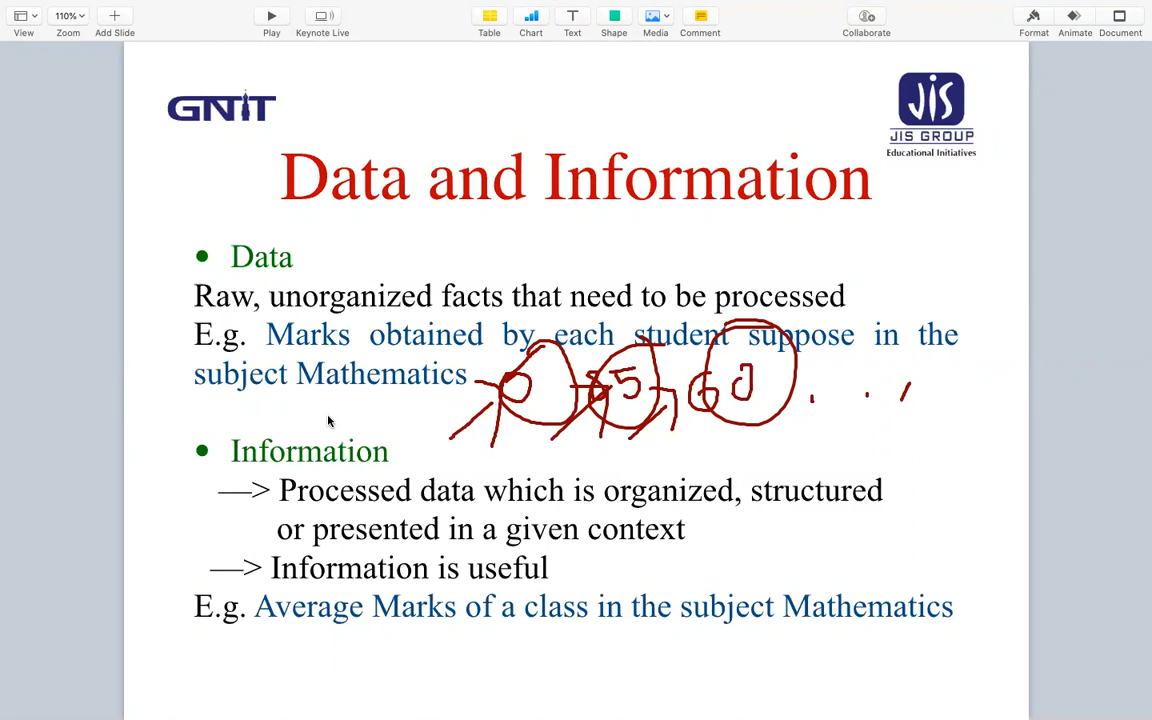 View
110%
Zoom
Add Slide
Play
Keynote Live
Table
Chart
Text
Shape
Media
Comment
Collaborate
Format
Animate
Document
GNIT
JIS
JIS GROUP
Educational Initiatives
Data and Information
• Data
Raw, unorganized facts that need to be processed
E.g. Marks obtained by each student suppose in the
subject Mathematics
60 . . ,
• Information
—> Processed data which is organized, structured
or presented in a given context
—> Information is useful
E.g. Average Marks of a class in the subject Mathematics